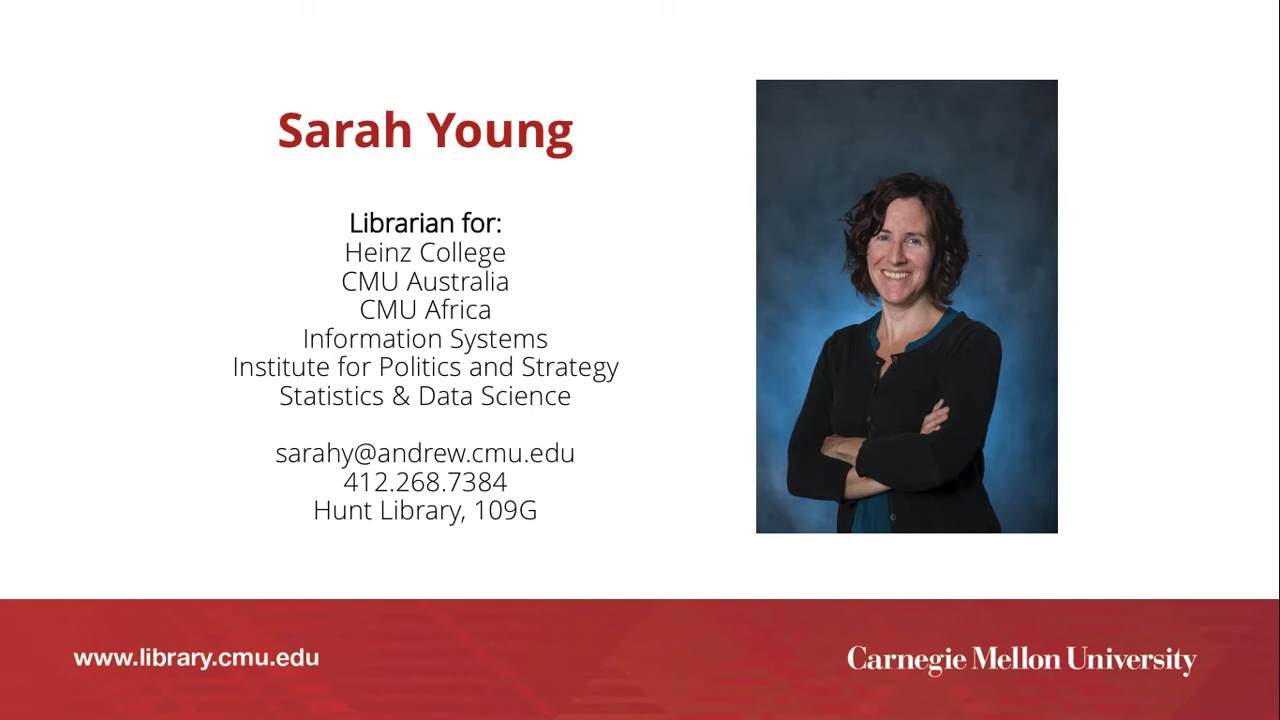 Sarah Young
Librarian for:
Heinz College
CMU Australia
CMU Africa
Information Systems
Institute for Politics and Strategy
Statistics & Data Science
sarahy@andrew.cmu.edu
412.268.7384
Hunt Library, 109G
www.library.cmu.edu
Carnegie Mellon University